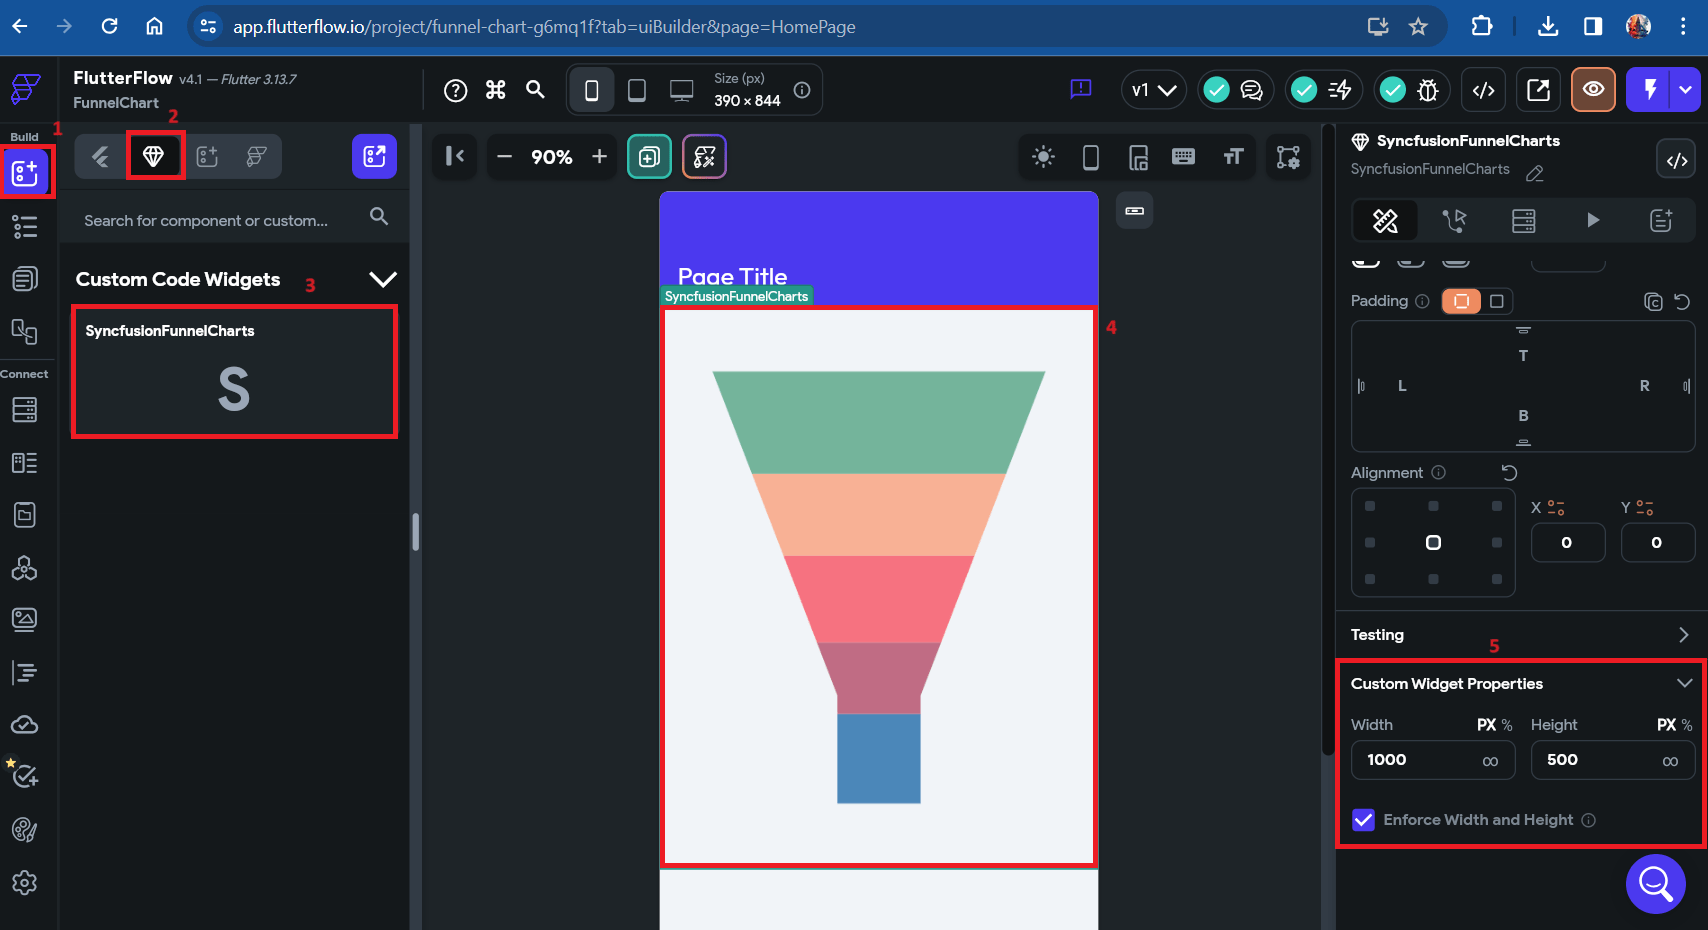 app.flutterflow.io/project/funnel-chart-g6mq1f?tab=uiBuilder&page=HomePage
FlutterFlow v4.1 — Flutter 3.13.7
FunnelChart
Size (px)
390 × 844
v1
Build
1
2
90%
SyncfusionFunnelCharts
SyncfusionFunnelCharts
Search for component or custom...
Custom Code Widgets
3
Page Title
SyncfusionFunnelCharts
SyncfusionFunnelCharts
S
4
Connect
Padding
T
L
R
B
Alignment
X
Y
0
0
Testing
5
Custom Widget Properties
Width PX %
Height PX %
1000 ∞
500 ∞
Enforce Width and Height